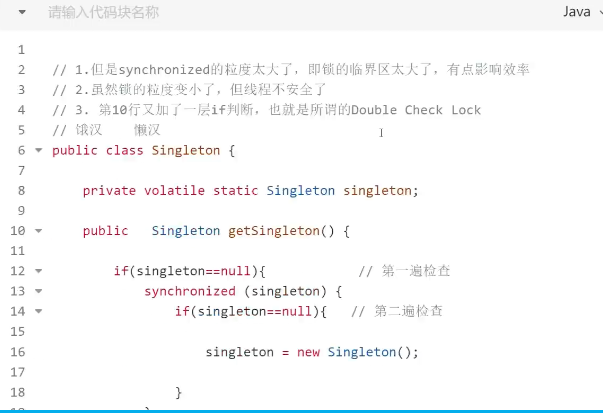 请输入代码块名称 Java
1
2 // 1.但是synchronized的粒度太大了，即锁的临界区太大了，有点影响效率
3 // 2.虽然锁的粒度变小了，但线程不安全了
4 // 3. 第10行又加了一层if判断，也就是所谓的Double Check Lock
5 // 饿汉 懒汉
6 public class Singleton {
7
8 private volatile static Singleton singleton;
9
10 public Singleton getSingleton() {
11
12 if(singleton==null){ // 第一遍检查
13 synchronized (singleton) {
14 if(singleton==null){ // 第二遍检查
15
16 singleton = new Singleton();
17
18 }